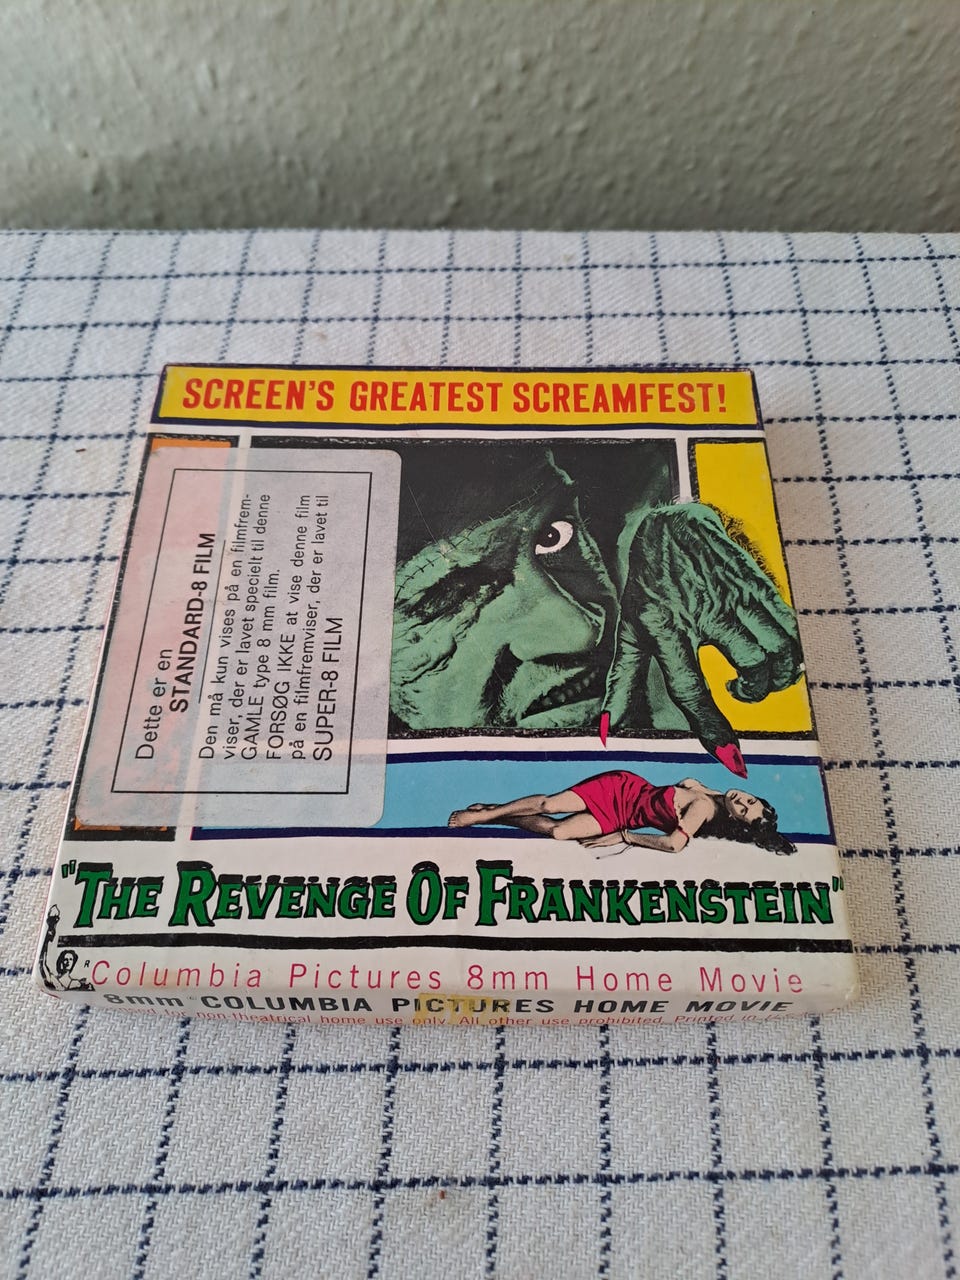 SCREEN'S GREATEST SCREAMFEST!
Dette er en
STANDARD-8 FILM
Den må kun vises på en filmfrem-
viser, der er lavet specielt til denne
GAMLE type 8 mm film.
FORSØG IKKE at vise denne film
på en filmfremviser, der er lavet til
SUPER-8 FILM
"THE REVENGE OF FRANKENSTEIN"
R
Columbia Pictures 8mm Home Movie
8mm COLUMBIA PICTURES HOME MOVIE
for non-theatrical home use only. All other use prohibited. Printed in